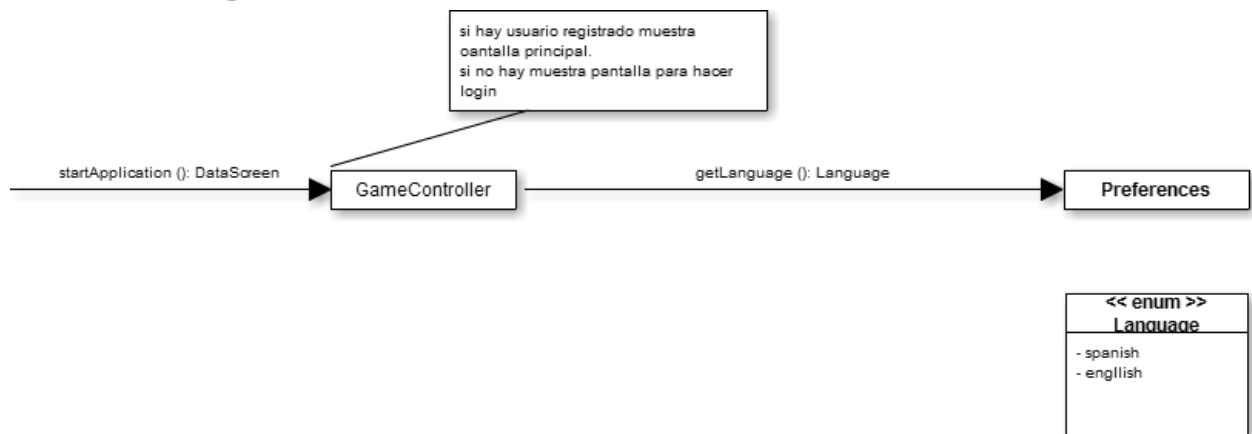 si hay usuario registrado muestra
oantalla principal.
si no hay muestra pantalla para hacer
login
startApplication (): DataScreen
GameController
getLanguage (): Language
Preferences
<< enum >>
Language
- spanish
- engllish